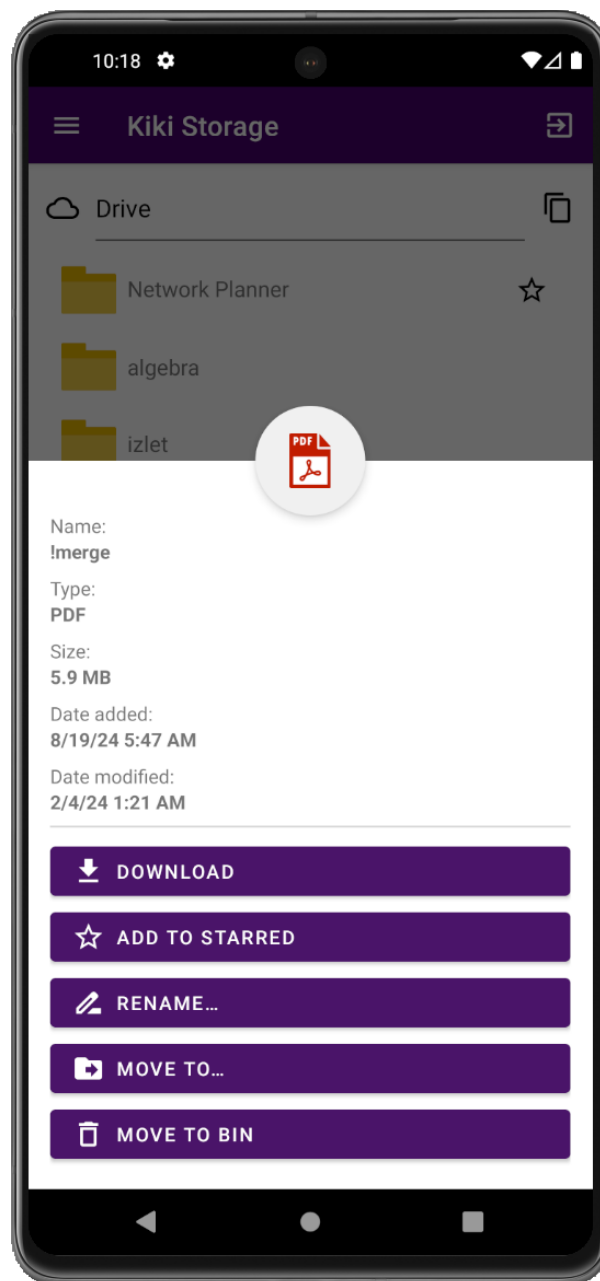 10:18
Kiki Storage
Drive
Network Planner
algebra
izlet
PDF
Name:
!merge
Type:
PDF
Size:
5.9 MB
Date added:
8/19/24 5:47 AM
Date modified:
2/4/24 1:21 AM
DOWNLOAD
ADD TO STARRED
RENAME…
MOVE TO…
MOVE TO BIN